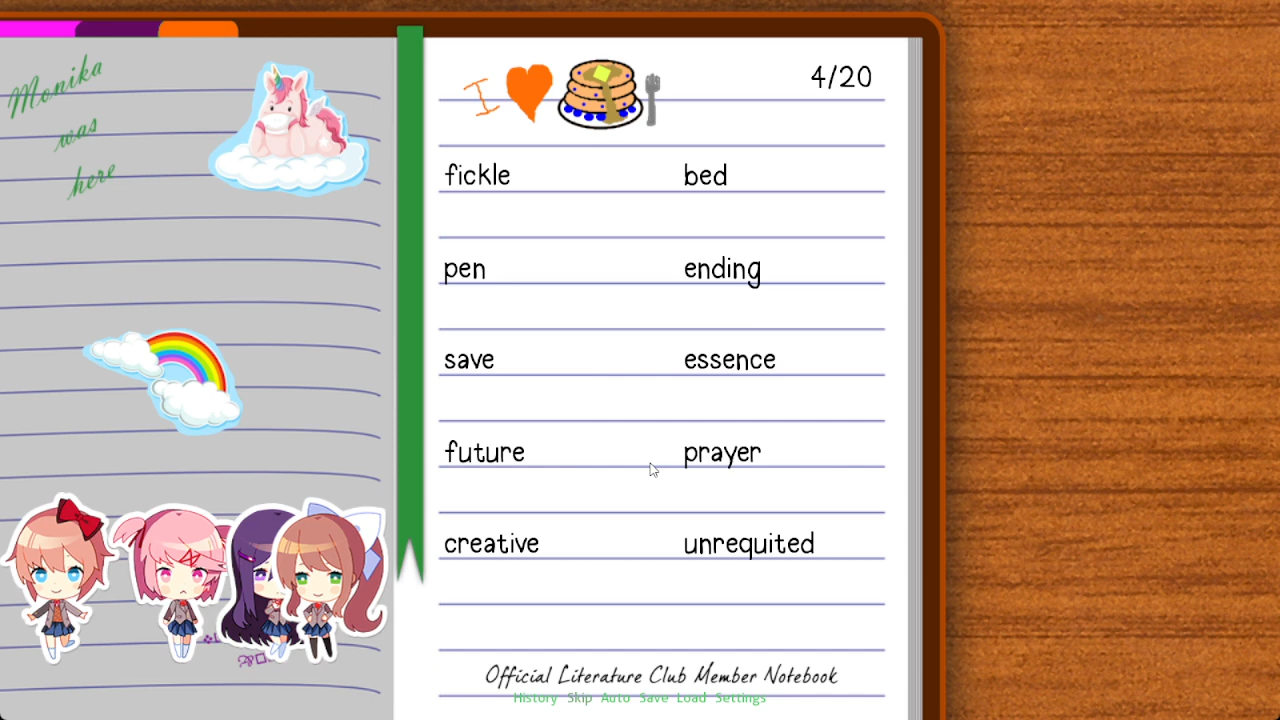 Monika
was
here
I
4/20
fickle bed
pen ending
save essence
future prayer
creative unrequited
Official Literature Club Member Notebook
History Skip Auto Save Load Settings